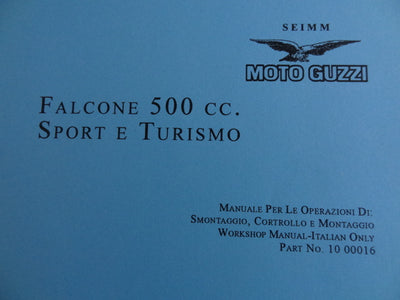 SEIMM
MOTO GUZZI
FALCONE 500 CC.
SPORT E TURISMO
MANUALE PER LE OPERAZIONI DI:
SMONTAGGIO, CORTROLLO E MONTAGGIO
WORKSHOP MANUAL-ITALIAN ONLY
PART NO. 10 00016